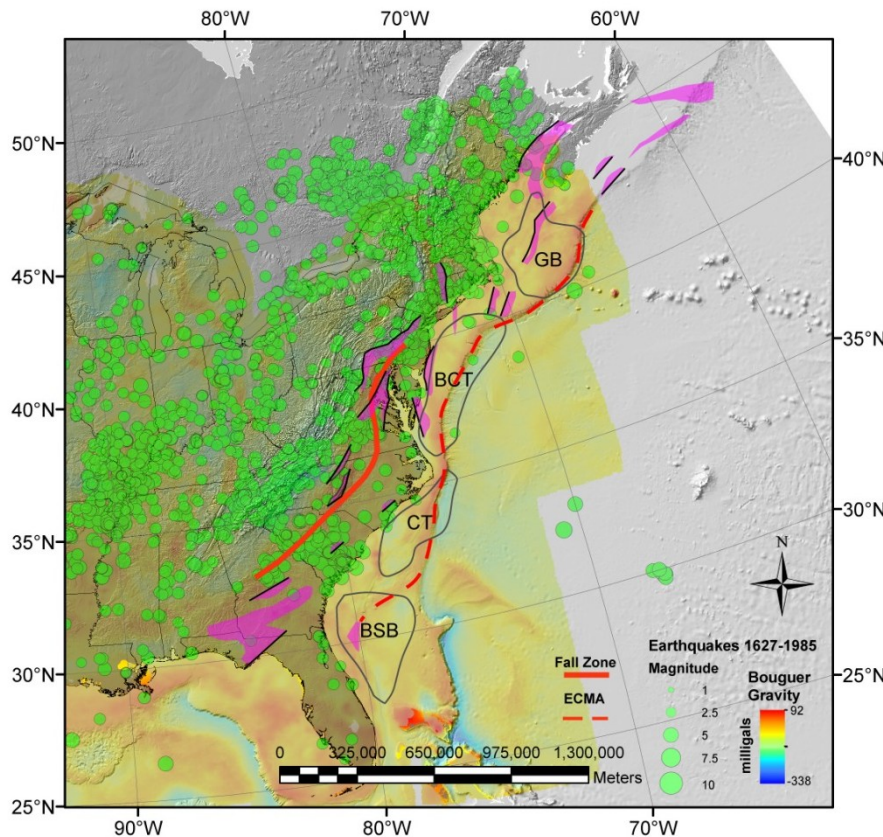 80°W 70°W 60°W
50°N
45°N
40°N
35°N
30°N
25°N
40°N
35°N
30°N
25°N
GB
BCT
CT
BSB
N
Fall Zone
ECMA
0 325,000 650,000 975,000 1,300,000
Meters
Earthquakes 1627-1985
Magnitude
1
2.5
5
7.5
10
Bouguer
Gravity
milligals
92
-338
90°W 80°W 70°W